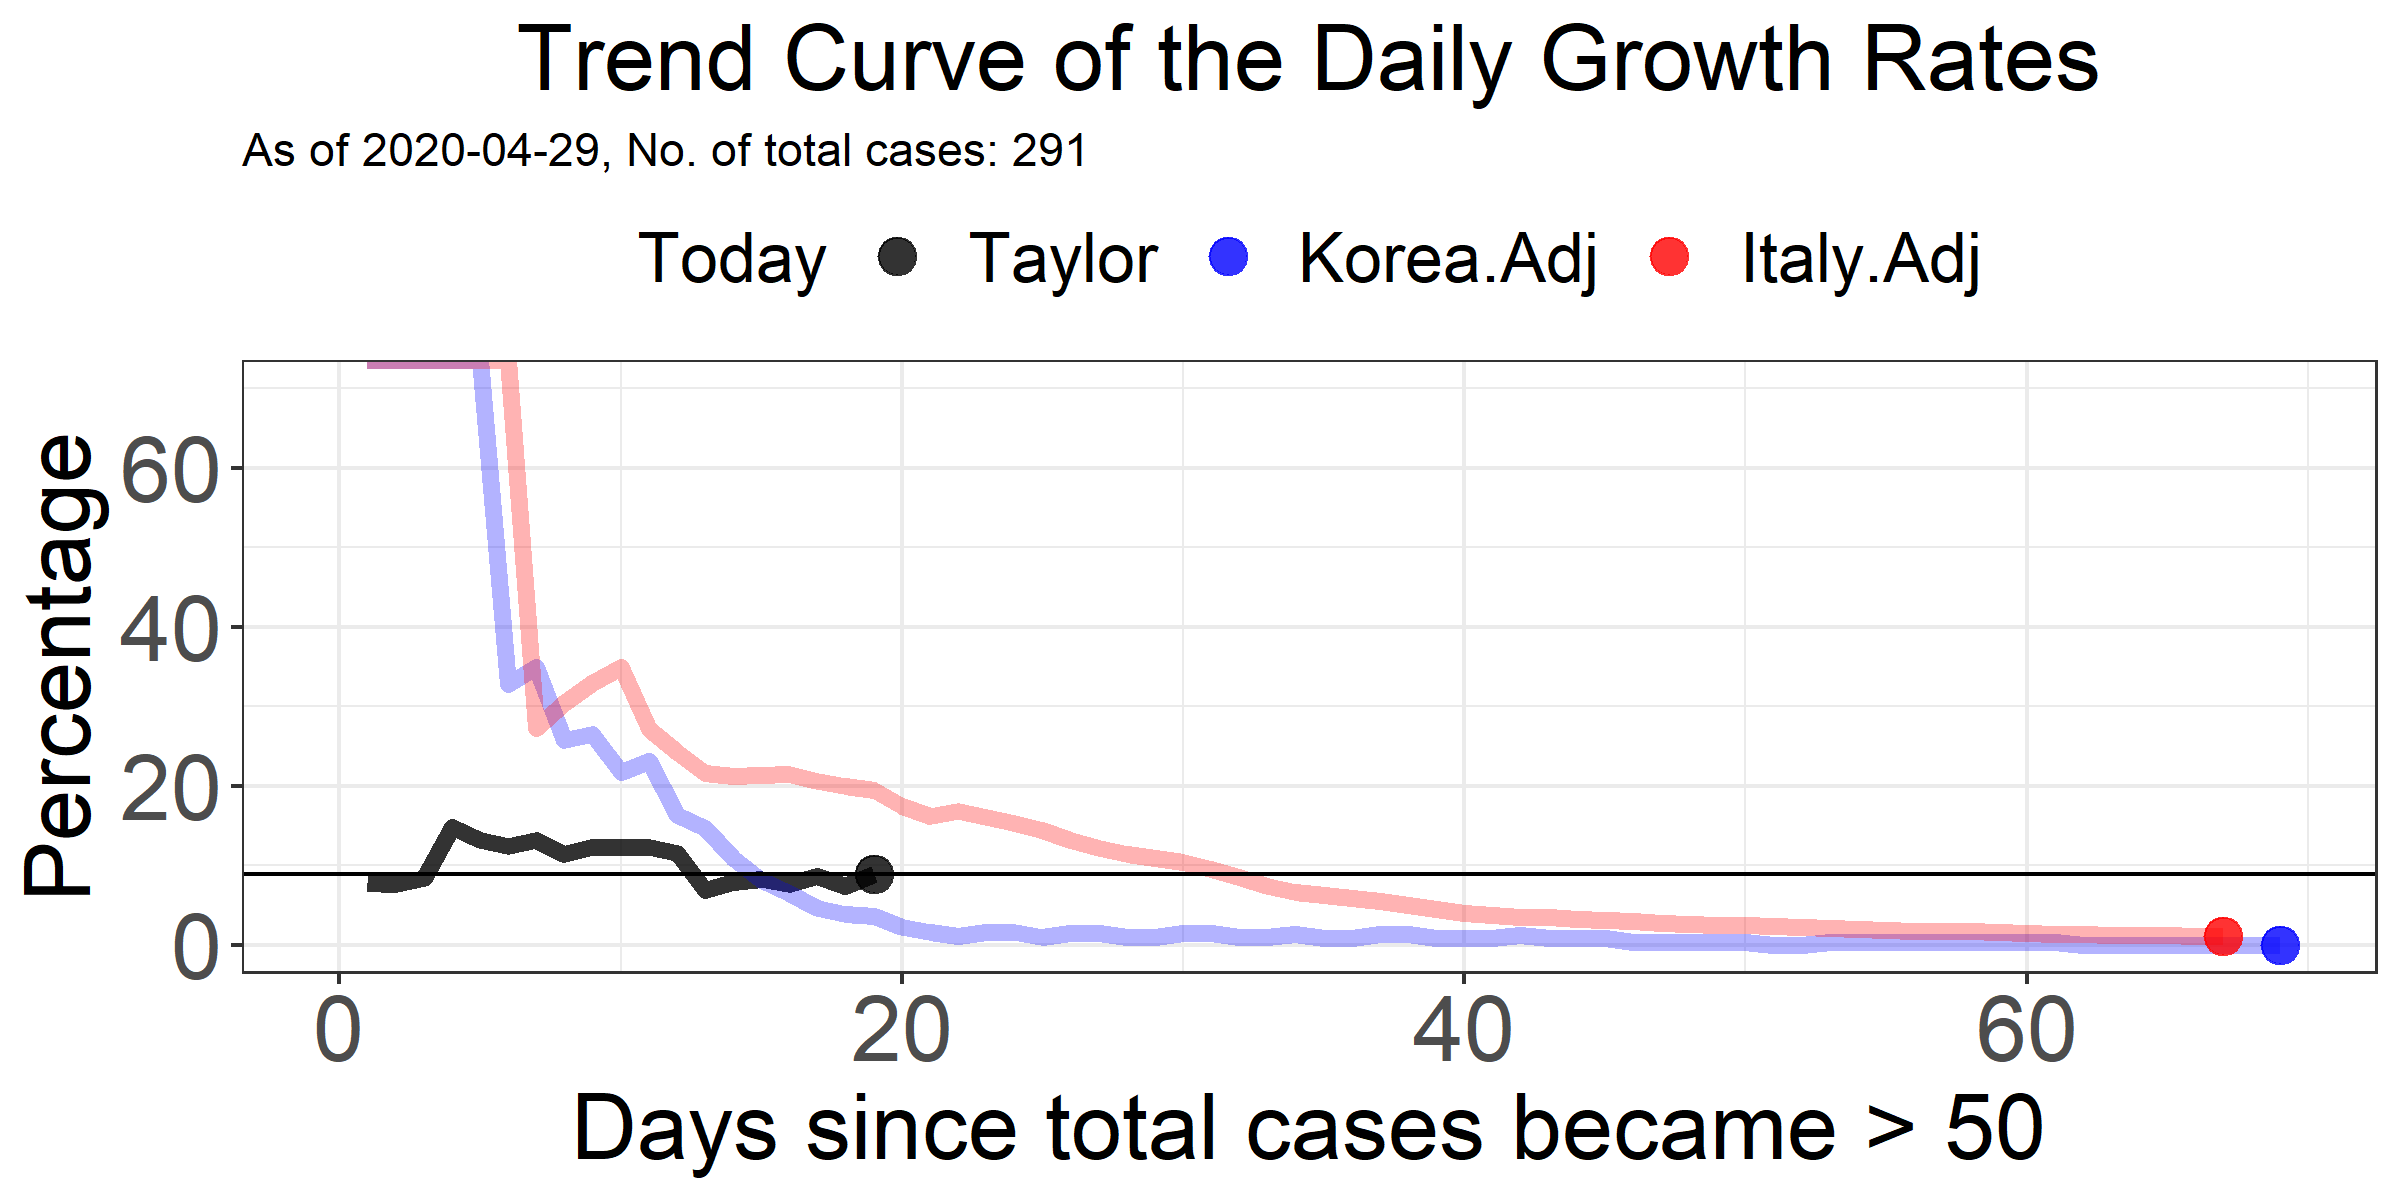 Trend Curve of the Daily Growth Rates
As of 2020-04-29, No. of total cases: 291
Today Taylor Korea.Adj Italy.Adj
Percentage
60
40
20
0
0 20 40 60
Days since total cases became > 50